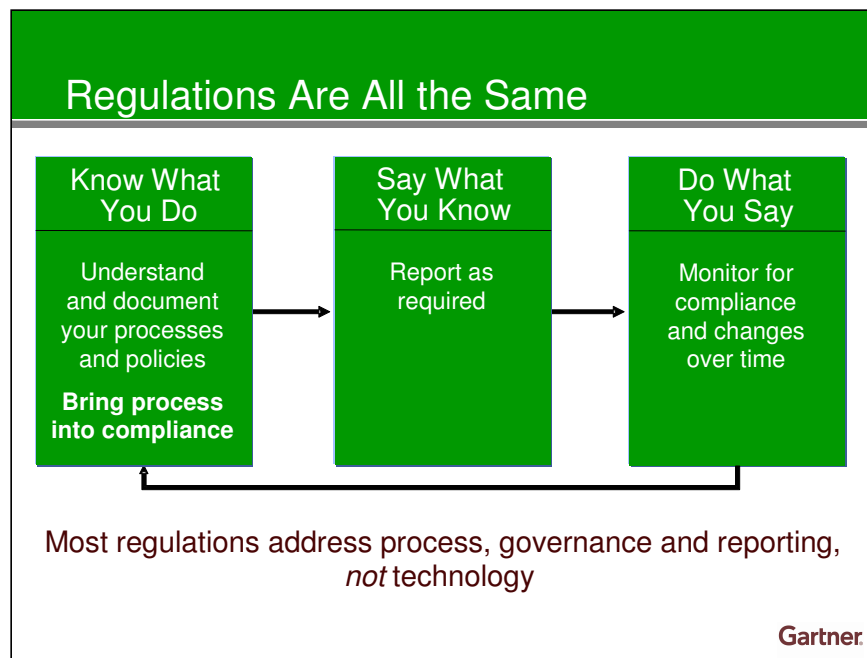 Regulations Are All the Same
Know What
You Do
Understand
and document
your processes
and policies
Bring process
into compliance
Say What
You Know
Report as
required
Do What
You Say
Monitor for
compliance
and changes
over time
Most regulations address process, governance and reporting,
not technology
Gartner